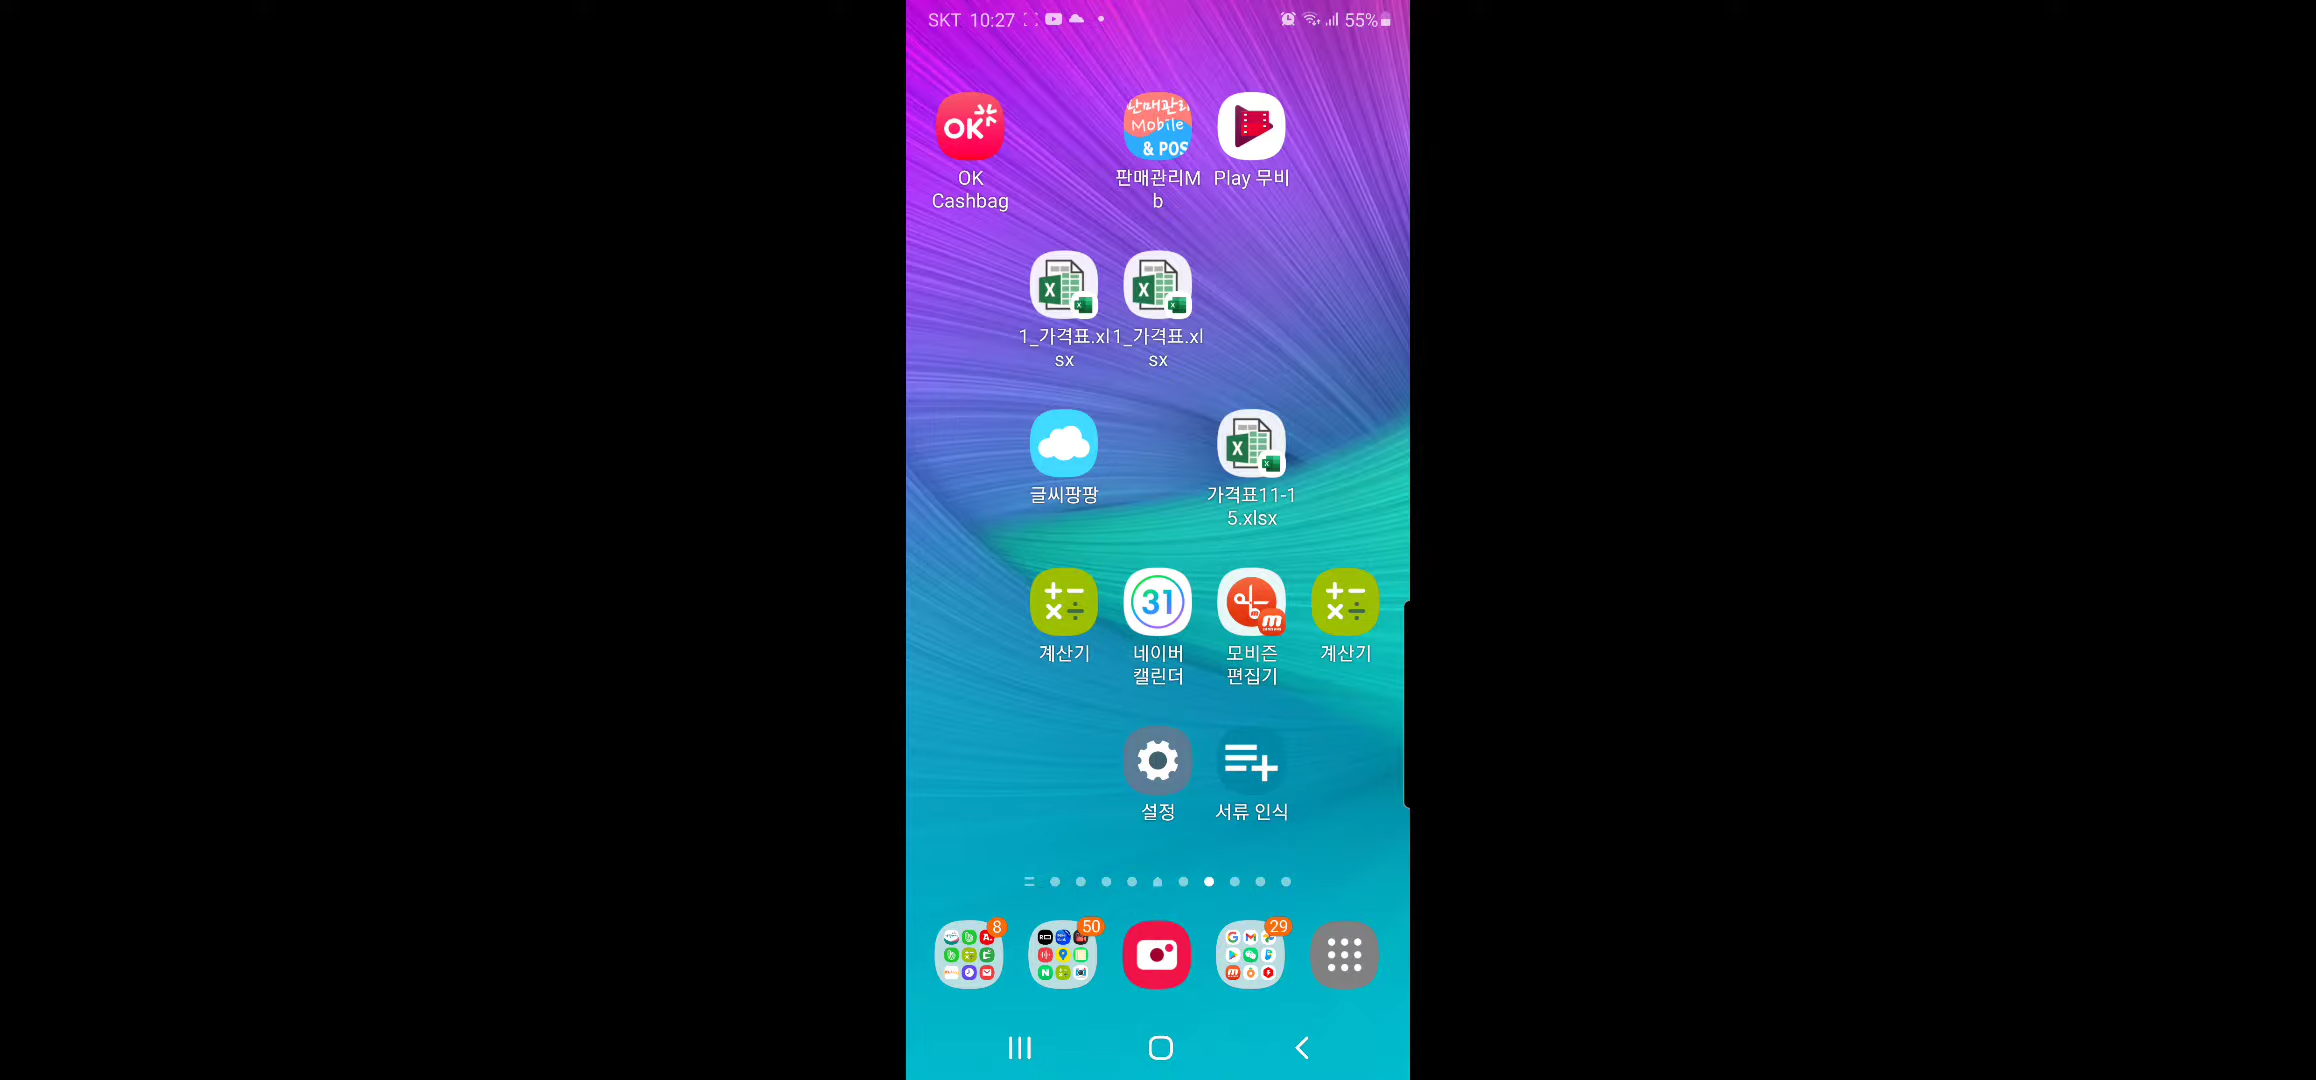 SKT 10:27
55%
OK
판매관리
Mobile
& POS
OK
Cashbag
판매관리M
b
Play 무비
X
X
1_가격표.xl
sx
1_가격표.xl
sx
X
글씨팡팡
가격표11-1
5.xlsx
31
m
계산기
네이버
캘린더
모비즌
편집기
계산기
설정
서류 인식
8
50
29